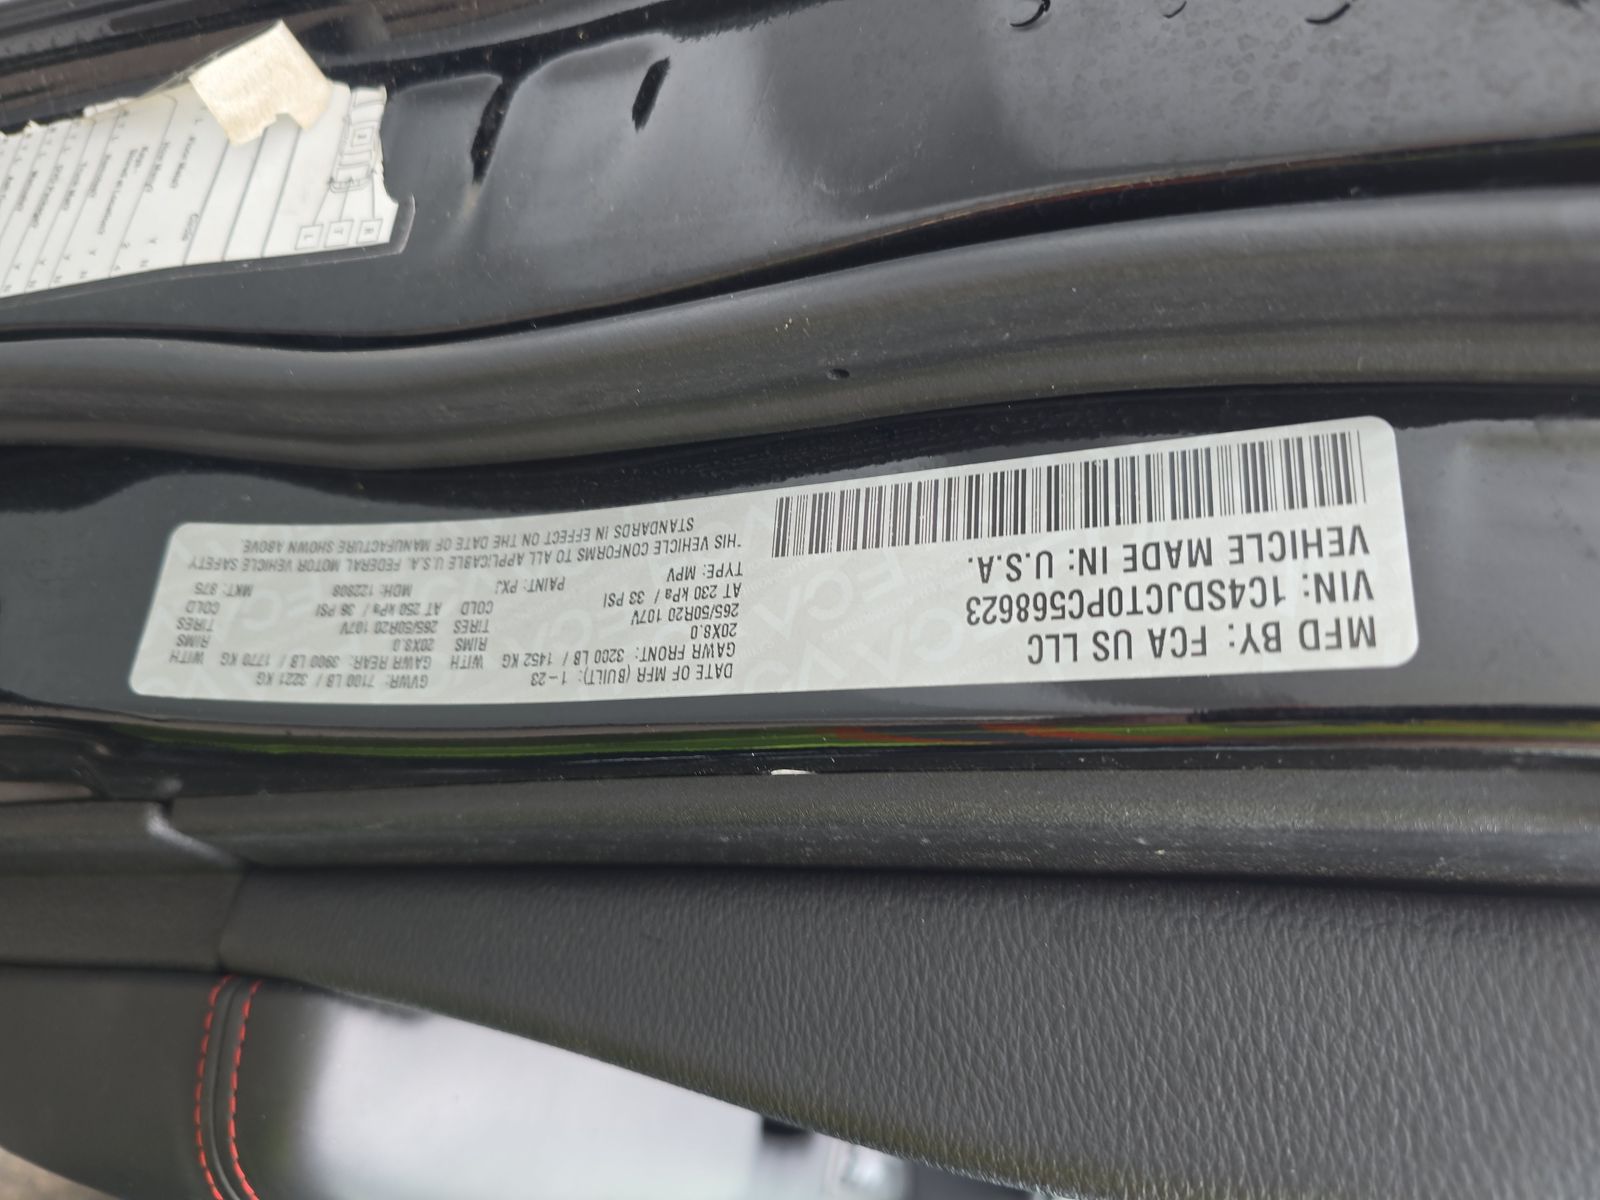 MFD BY: FCA US LLC
VIN: 1C4SDJCT0PC568623
VEHICLE MADE IN: U.S.A.
DATE OF MFR (BUILT): 1-23
GVWR: 7100 LB / 3221 KG
GAWR FRONT: 3200 LB / 1452 KG WITH
20X8.0 RIMS
265/50R20 107V TIRES
AT 230 kPa / 33 PSI COLD
GAWR REAR: 3900 LB / 1770 KG WITH
20X8.0 RIMS
265/50R20 107V TIRES
AT 250 kPa / 36 PSI COLD
TYPE: MPV PAINT: PXJ MDH: 122808 MKT: 975
THIS VEHICLE CONFORMS TO ALL APPLICABLE U.S.A. FEDERAL MOTOR VEHICLE SAFETY
STANDARDS IN EFFECT ON THE DATE OF MANUFACTURE SHOWN ABOVE.